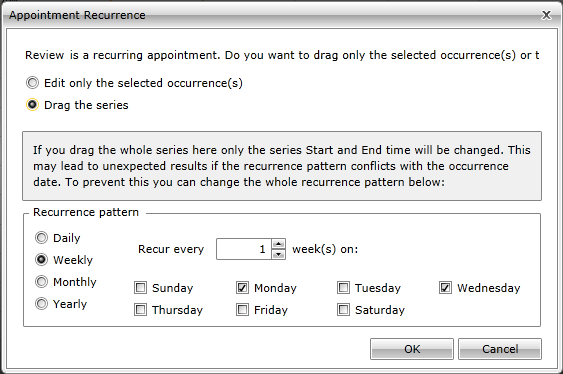 Appointment Recurrence
Review is a recurring appointment. Do you want to drag only the selected occurrence(s) or t
Edit only the selected occurrence(s)
Drag the series
If you drag the whole series here only the series Start and End time will be changed. This
may lead to unexpected results if the recurrence pattern conflicts with the occurrence
date. To prevent this you can change the whole recurrence pattern below:
Recurrence pattern
Daily
Weekly
Monthly
Yearly
Recur every 1 week(s) on:
Sunday Monday Tuesday Wednesday
Thursday Friday Saturday
OK Cancel